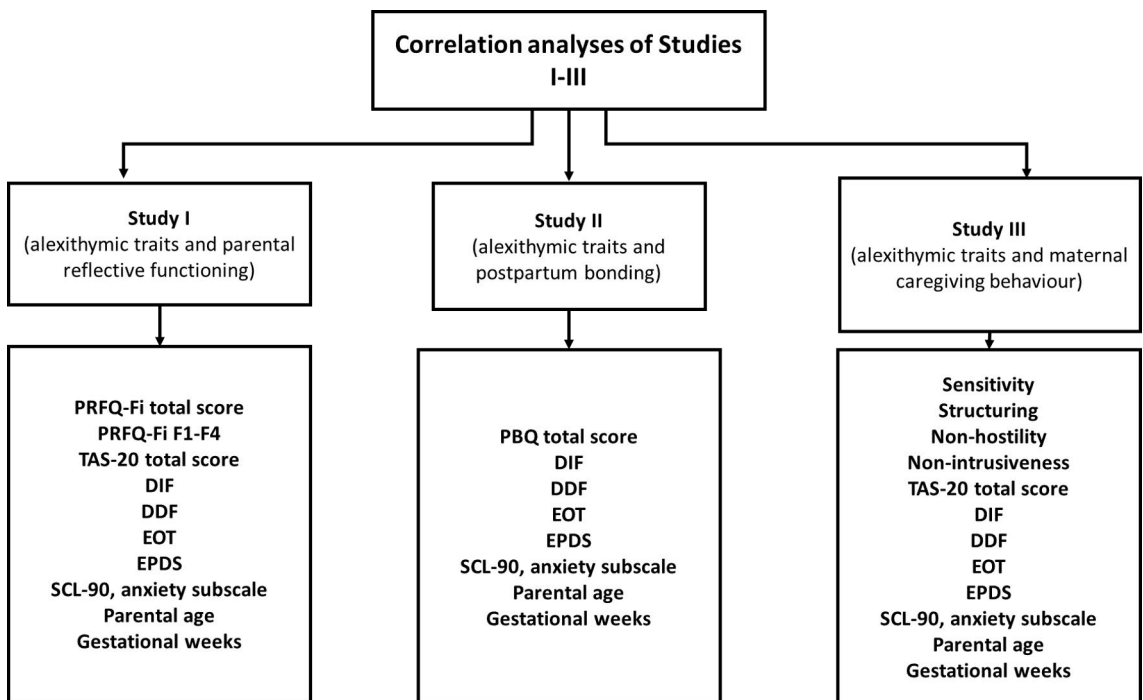 Correlation analyses of Studies
I-III
Study I
(alexithymic traits and parental
reflective functioning)
Study II
(alexithymic traits and
postpartum bonding)
Study III
(alexithymic traits and maternal
caregiving behaviour)
PRFQ-Fi total score
PRFQ-Fi F1-F4
TAS-20 total score
DIF
DDF
EOT
EPDS
SCL-90, anxiety subscale
Parental age
Gestational weeks
PBQ total score
DIF
DDF
EOT
EPDS
SCL-90, anxiety subscale
Parental age
Gestational weeks
Sensitivity
Structuring
Non-hostility
Non-intrusiveness
TAS-20 total score
DIF
DDF
EOT
EPDS
SCL-90, anxiety subscale
Parental age
Gestational weeks